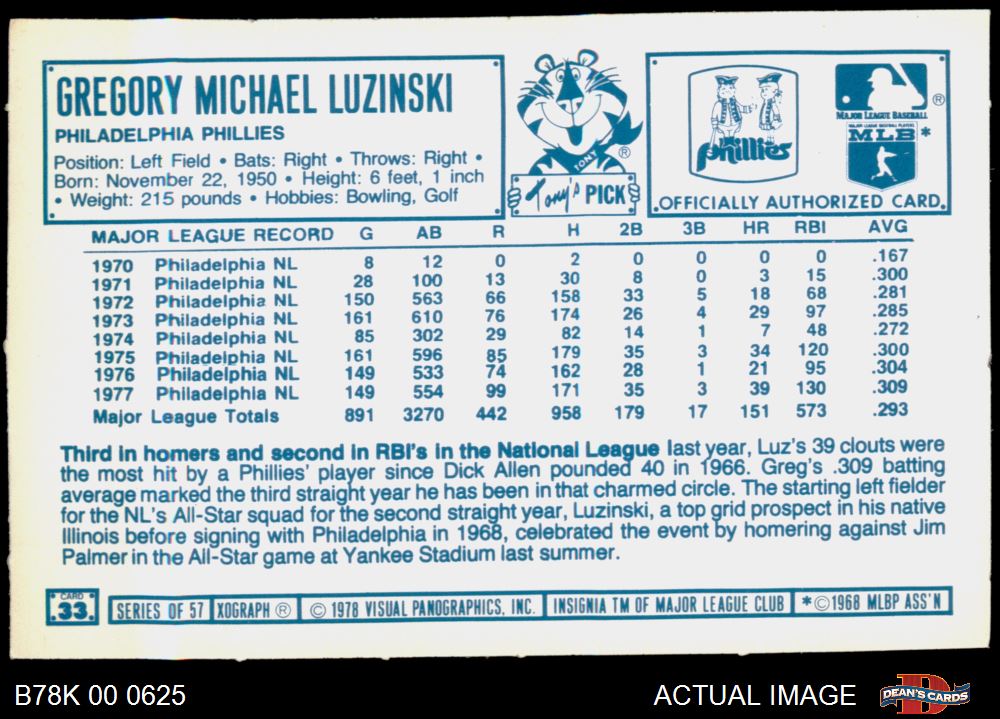 GREGORY MICHAEL LUZINSKI
PHILADELPHIA PHILLIES
Position: Left Field • Bats: Right • Throws: Right •
Born: November 22, 1950 • Height: 6 feet, 1 inch
• Weight: 215 pounds • Hobbies: Bowling, Golf
TONY
®
Tony's PICK
Phillies
®
MAJOR LEAGUE BASEBALL
MAJOR LEAGUE BASEBALL PLAYERS
MLB *
OFFICIALLY AUTHORIZED CARD
MAJOR LEAGUE RECORD G AB R H 2B 3B HR RBI AVG
1970 Philadelphia NL 8 12 0 2 0 0 0 0 .167
1971 Philadelphia NL 28 100 13 30 8 0 3 15 .300
1972 Philadelphia NL 150 563 66 158 33 5 18 68 .281
1973 Philadelphia NL 161 610 76 174 26 4 29 97 .285
1974 Philadelphia NL 85 302 29 82 14 1 7 48 .272
1975 Philadelphia NL 161 596 85 179 35 3 34 120 .300
1976 Philadelphia NL 149 533 74 162 28 1 21 95 .304
1977 Philadelphia NL 149 554 99 171 35 3 39 130 .309
Major League Totals 891 3270 442 958 179 17 151 573 .293
Third in homers and second in RBI's in the National League last year, Luz's 39 clouts were
the most hit by a Phillies' player since Dick Allen pounded 40 in 1966. Greg's .309 batting
average marked the third straight year he has been in that charmed circle. The starting left fielder
for the NL's All-Star squad for the second straight year, Luzinski, a top grid prospect in his native
Illinois before signing with Philadelphia in 1968, celebrated the event by homering against Jim
Palmer in the All-Star game at Yankee Stadium last summer.
CARD
33
SERIES OF 57 XOGRAPH ® © 1978 VISUAL PANOGRAPHICS, INC. INSIGNIA TM OF MAJOR LEAGUE CLUB *©1968 MLBP ASS'N
B78K 00 0625
ACTUAL IMAGE
DEAN'S CARDS